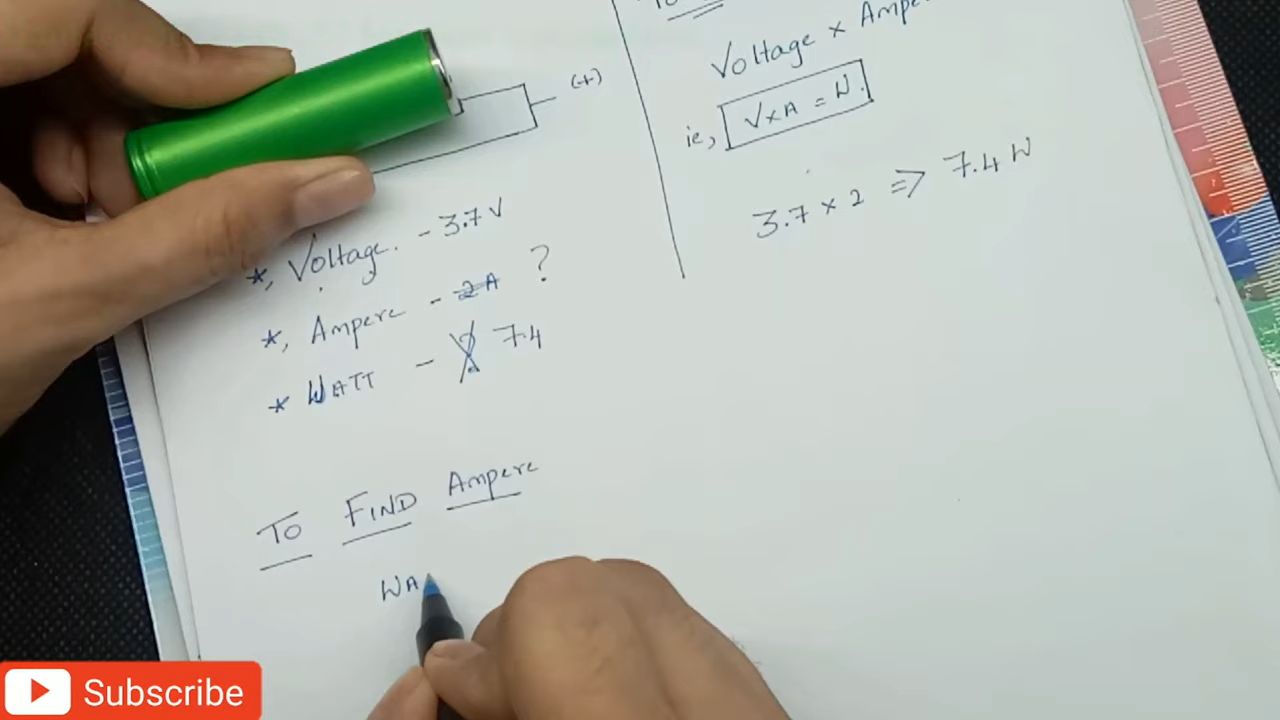 (+)
*, Voltage. - 3.7 V
*, Ampere - 2A ?
* WATT - 7.4
TO FIND Ampere
WA
To
Voltage x Ampe
ie, V x A = W.
3.7 x 2 => 7.4 W
Subscribe